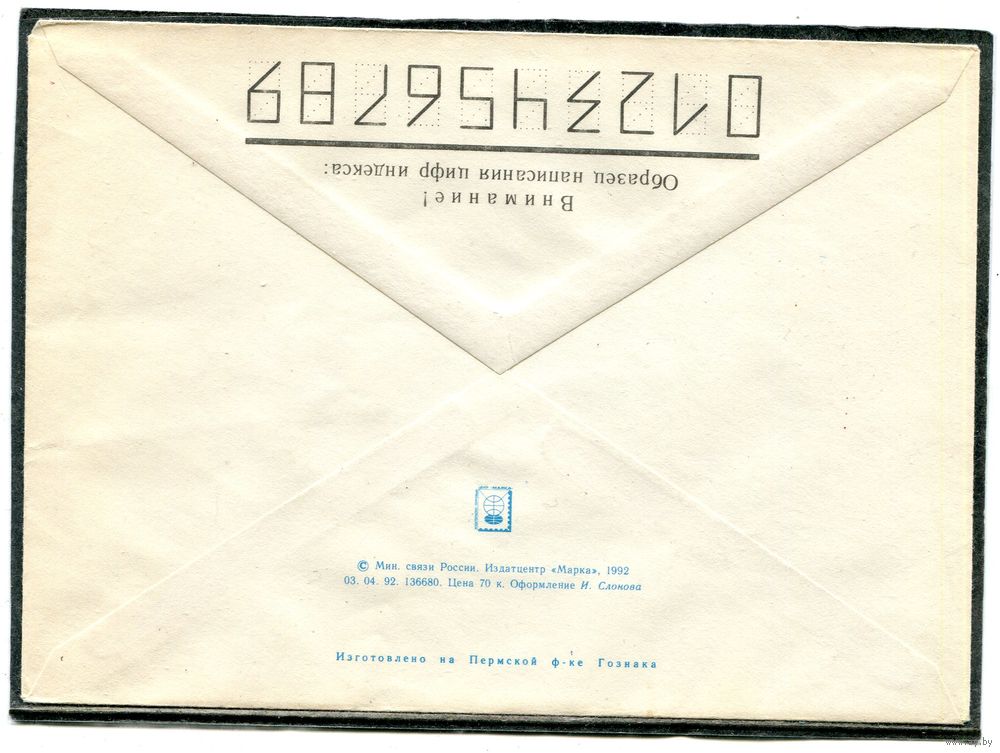 Внимание!
Образец написания цифр индекса:
0123456789
© Мин. связи России. Издатцентр «Марка», 1992
03. 04. 92. 136680. Цена 70 к. Оформление И. Слокова
Изготовлено на Пермской ф-ке Гознака